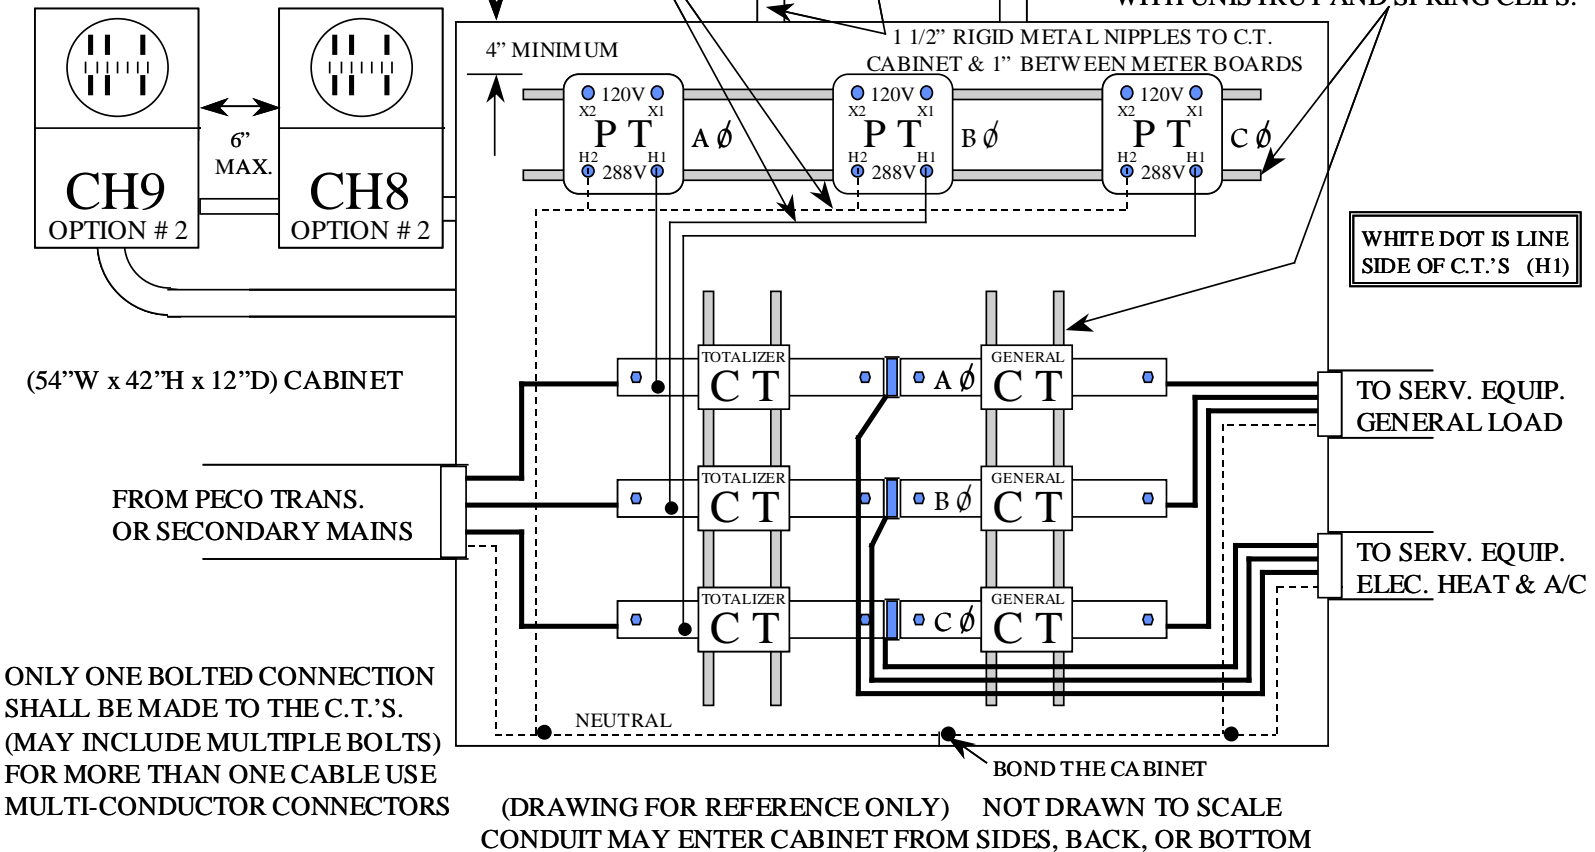 WITH UNISTRUT AND SPRING CLIPS.
4” MINIMUM
1 1/2” RIGID METAL NIPPLES TO C.T.
CABINET & 1” BETWEEN METER BOARDS
6”
MAX.
CH9
OPTION # 2
CH8
OPTION # 2
120V
X2 X1
P T
H2 H1
288V
A Ø
120V
X2 X1
P T
H2 H1
288V
B Ø
120V
X2 X1
P T
H2 H1
288V
C Ø
WHITE DOT IS LINE
SIDE OF C.T.’S (H1)
(54”W x 42”H x 12”D) CABINET
TOTALIZER
C T
A Ø
GENERAL
C T
TO SERV. EQUIP.
GENERAL LOAD
FROM PECO TRANS.
OR SECONDARY MAINS
TOTALIZER
C T
B Ø
GENERAL
C T
TO SERV. EQUIP.
ELEC. HEAT & A/C
TOTALIZER
C T
C Ø
GENERAL
C T
ONLY ONE BOLTED CONNECTION
SHALL BE MADE TO THE C.T.’S.
(MAY INCLUDE MULTIPLE BOLTS)
FOR MORE THAN ONE CABLE USE
MULTI-CONDUCTOR CONNECTORS
NEUTRAL
BOND THE CABINET
(DRAWING FOR REFERENCE ONLY) NOT DRAWN TO SCALE
CONDUIT MAY ENTER CABINET FROM SIDES, BACK, OR BOTTOM